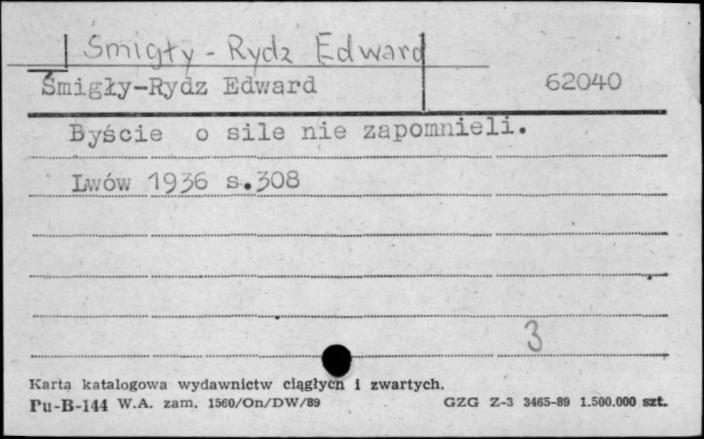 Śmigły-Rydz Edward
Śmigły-Rydz Edward 62040
Byście o sile nie zapomnieli.
Lwów 1936 s.308
3
Karta katalogowa wydawnictw ciągłych i zwartych.
Pu-B-144 W.A. zam. 1560/On/DW/89 GZG Z-3 3465-89 1.500.000 szt.